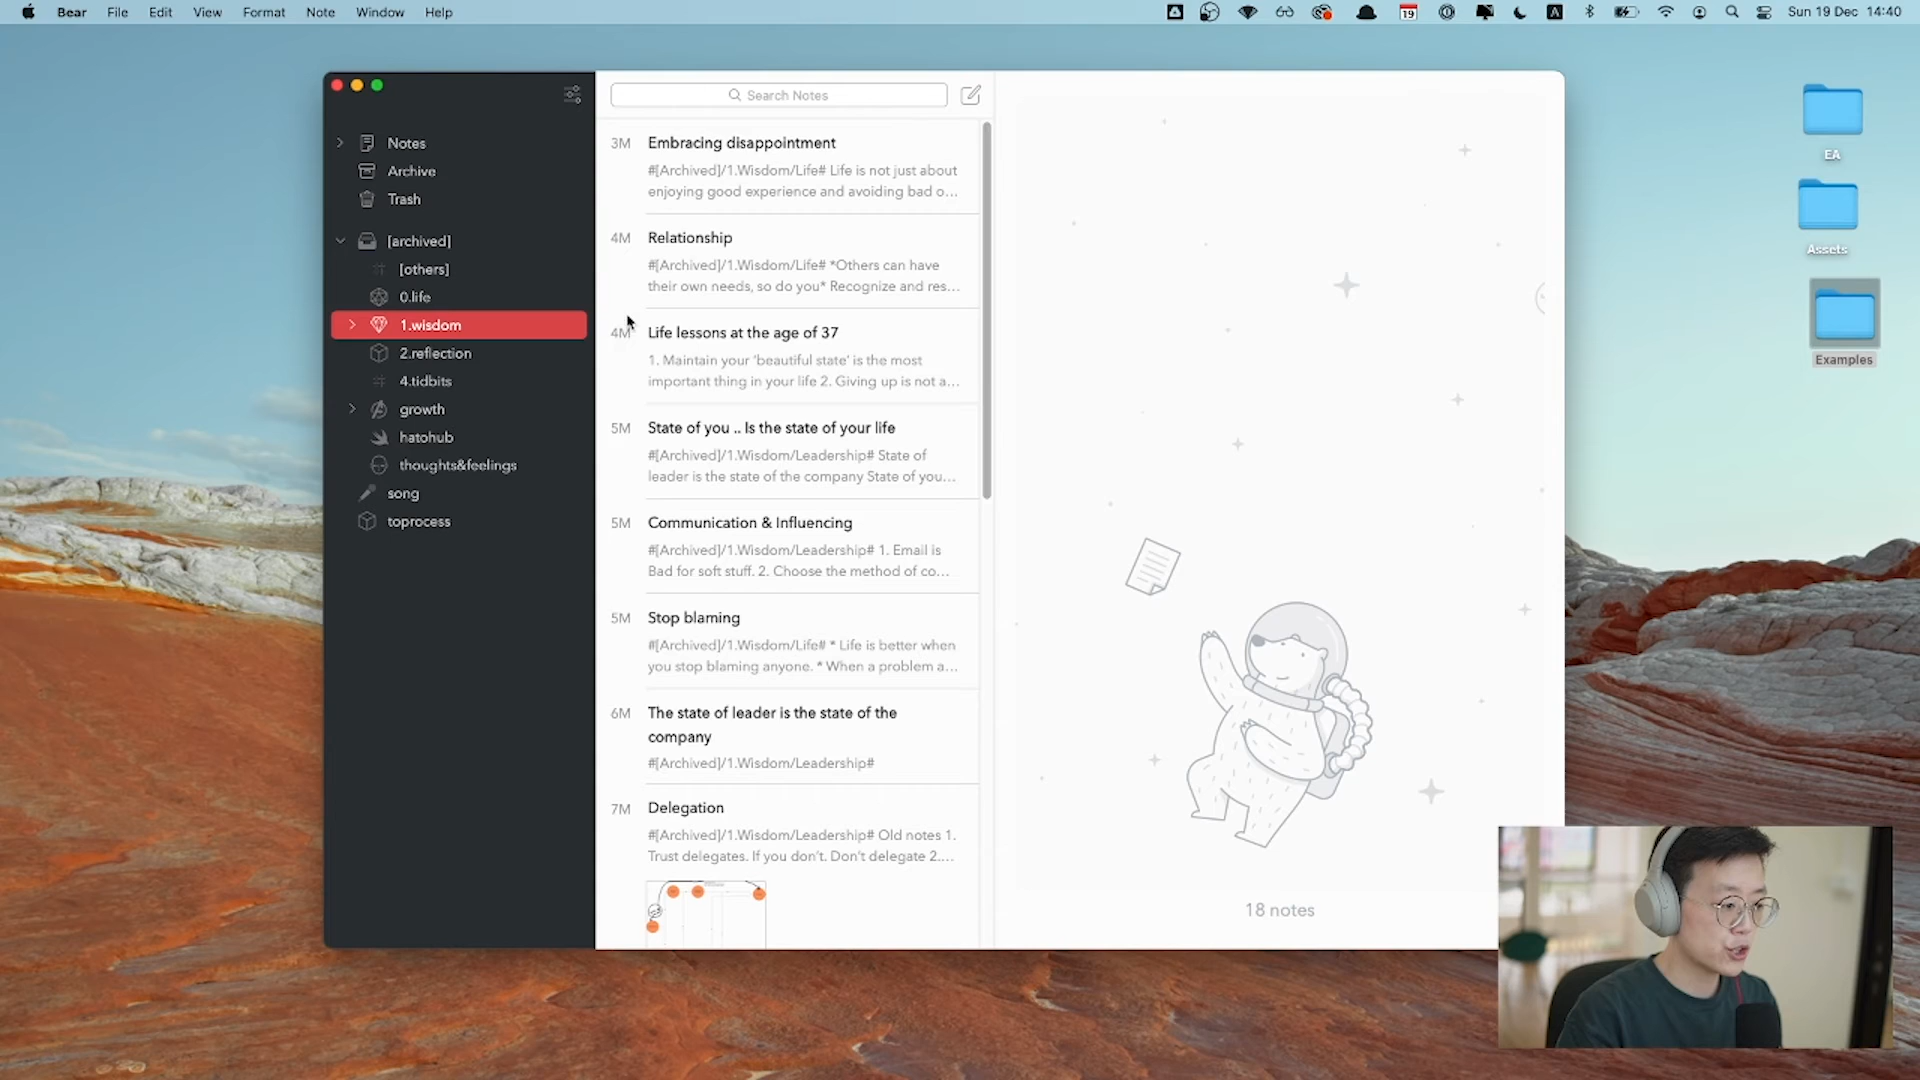 Bear File Edit View Format Note Window Help
19
A
Sun 19 Dec 14:40
Search Notes
Notes
Archive
Trash
[archived]
[others]
0.life
1.wisdom
2.reflection
4.tidbits
growth
hatohub
thoughts&feelings
song
toprocess
3M Embracing disappointment
#[Archived]/1.Wisdom/Life# Life is not just about
enjoying good experience and avoiding bad o...
4M Relationship
#[Archived]/1.Wisdom/Life# *Others can have
their own needs, so do you* Recognize and res...
4M Life lessons at the age of 37
1. Maintain your 'beautiful state' is the most
important thing in your life 2. Giving up is not a...
5M State of you .. Is the state of your life
#[Archived]/1.Wisdom/Leadership# State of
leader is the state of the company State of you...
5M Communication & Influencing
#[Archived]/1.Wisdom/Leadership# 1. Email is
Bad for soft stuff. 2. Choose the method of co...
5M Stop blaming
#[Archived]/1.Wisdom/Life# * Life is better when
you stop blaming anyone. * When a problem a...
6M The state of leader is the state of the
company
#[Archived]/1.Wisdom/Leadership#
7M Delegation
#[Archived]/1.Wisdom/Leadership# Old notes 1.
Trust delegates. If you don't. Don't delegate 2....
18 notes
EA
Assets
Examples